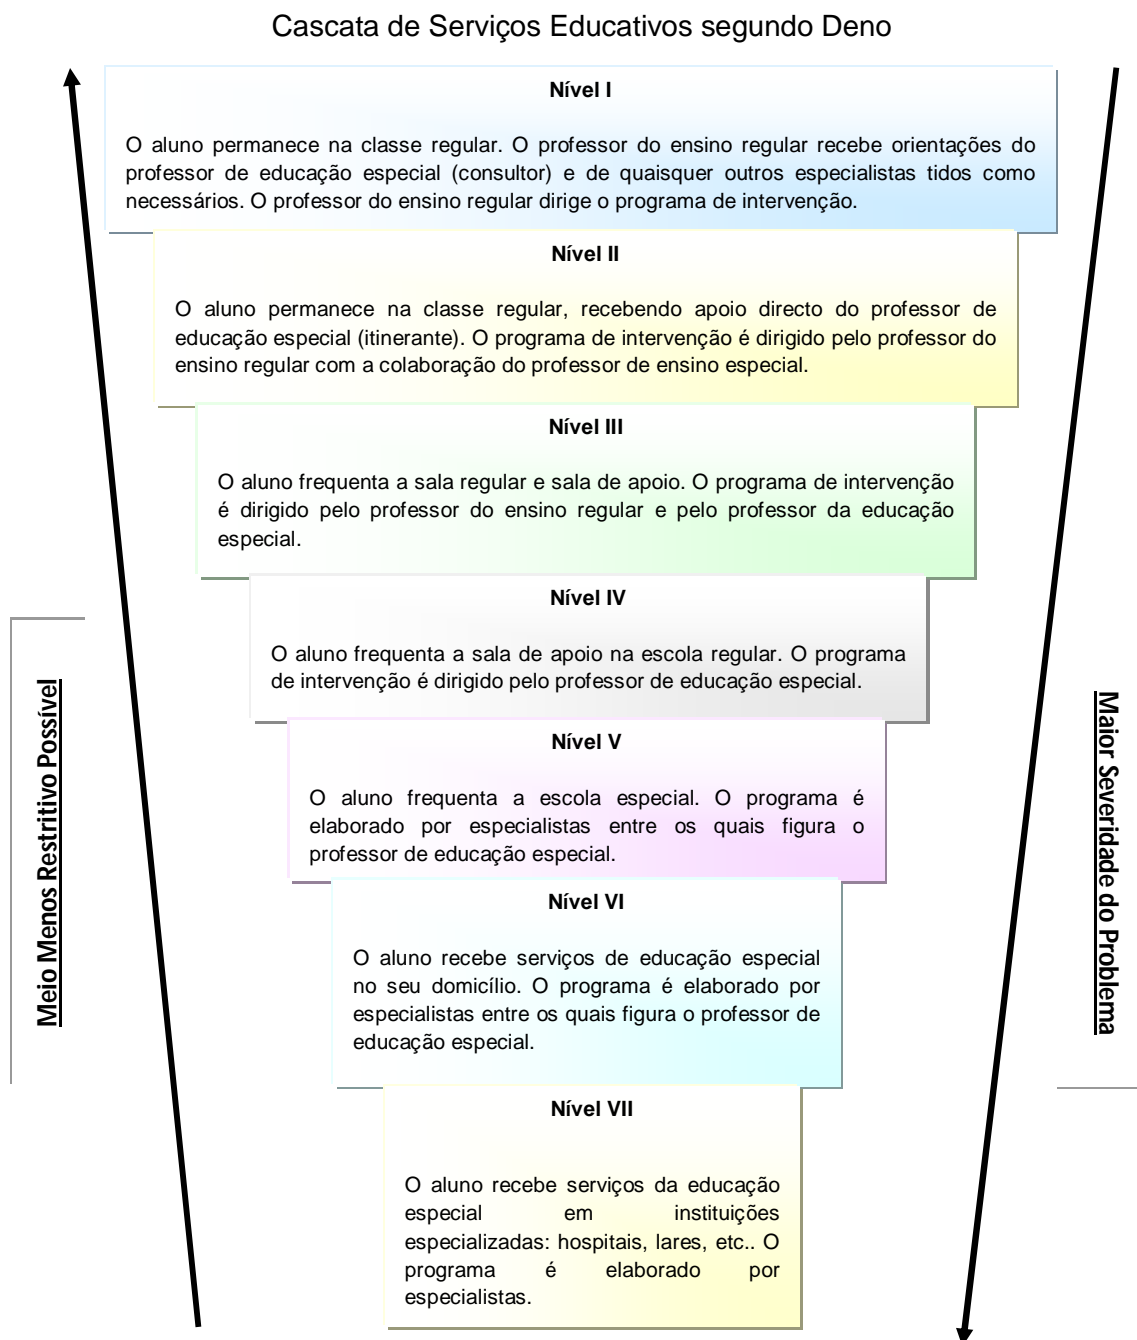 Cascata de Serviços Educativos segundo Deno
Nível I
O aluno permanece na classe regular. O professor do ensino regular recebe orientações do
professor de educação especial (consultor) e de quaisquer outros especialistas tidos como
necessários. O professor do ensino regular dirige o programa de intervenção.
Nível II
O aluno permanece na classe regular, recebendo apoio directo do professor de
educação especial (itinerante). O programa de intervenção é dirigido pelo professor do
ensino regular com a colaboração do professor de ensino especial.
Nível III
O aluno frequenta a sala regular e sala de apoio. O programa de intervenção
é dirigido pelo professor do ensino regular e pelo professor da educação
especial.
Nível IV
O aluno frequenta a sala de apoio na escola regular. O programa
de intervenção é dirigido pelo professor de educação especial.
Nível V
O aluno frequenta a escola especial. O programa é
elaborado por especialistas entre os quais figura o
professor de educação especial.
Nível VI
O aluno recebe serviços de educação especial
no seu domicílio. O programa é elaborado por
especialistas entre os quais figura o professor de
educação especial.
Nível VII
O aluno recebe serviços da educação
especial em instituições
especializadas: hospitais, lares, etc.. O
programa é elaborado por
especialistas.
Meio Menos Restritivo Possível
Maior Severidade do Problema